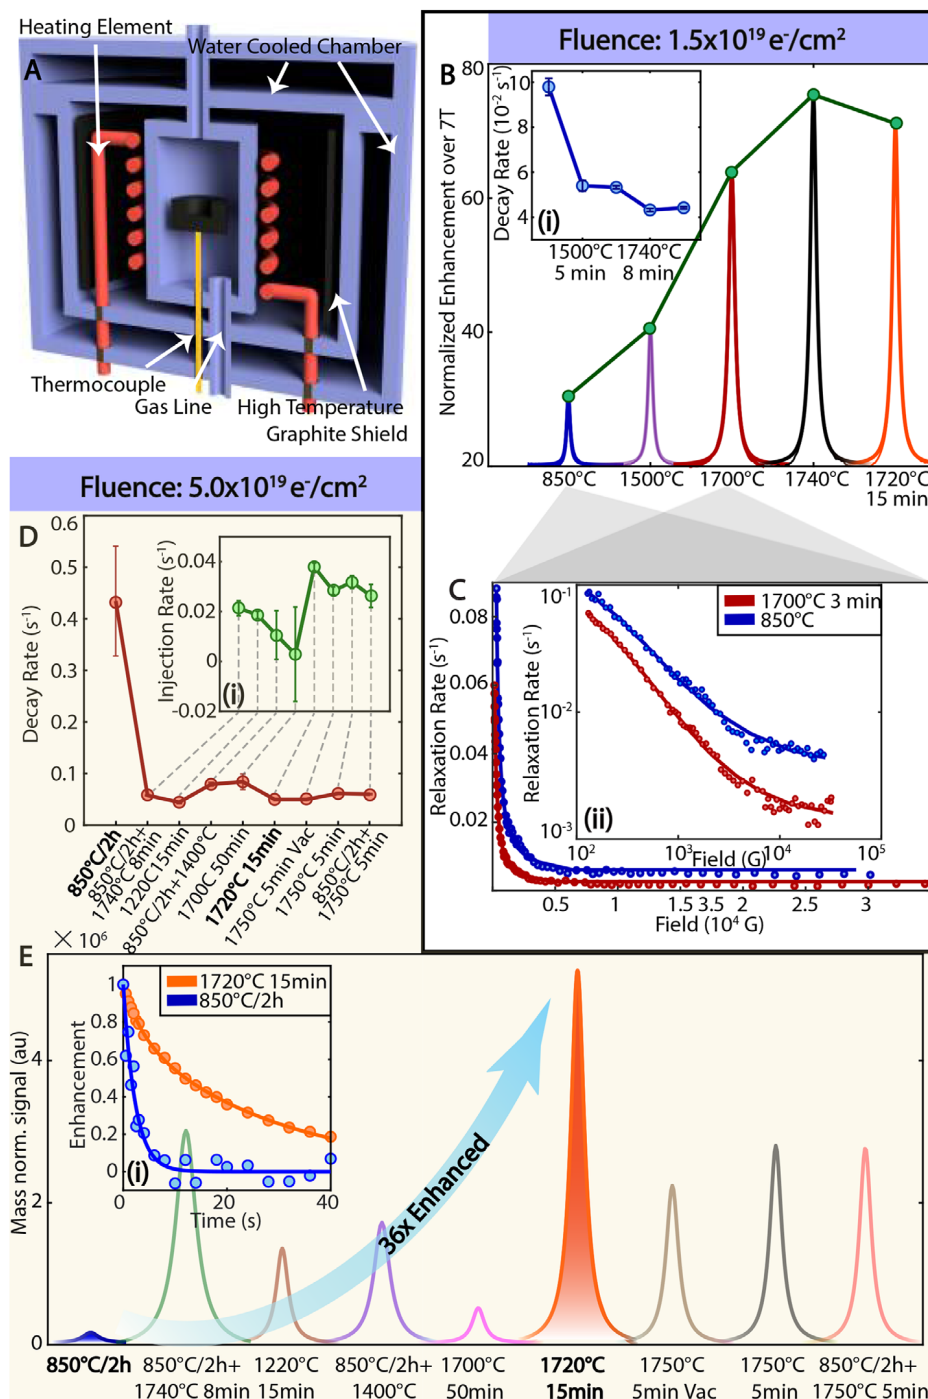 Heating Element
Water Cooled Chamber
A
Thermocouple
Gas Line
High Temperature
Graphite Shield
Fluence: 1.5x10¹⁹ e⁻/cm²
B
Normalized Enhancement over 7T
80
60
40
20
Decay Rate (10⁻² s⁻¹)
10
8
6
4
(i)
1500°C
5 min
1740°C
8 min
850°C
1500°C
1700°C
1740°C
1720°C
15 min
Fluence: 5.0x10¹⁹ e⁻/cm²
D
Decay Rate (s⁻¹)
0.6
0.5
0.4
0.3
0.2
0.1
0
Injection Rate (s⁻¹)
0.04
0.02
0
-0.02
(i)
850°C/2h
850°C/2h+
1740°C 8min
1220C 15min
850°C/2h+1400°C
1700C 50min
1720°C 15min
1750°C 5min Vac
1750°C 5min
850°C/2h+
1750°C 5min
C
Relaxation Rate (s⁻¹)
0.08
0.06
0.04
0.02
Relaxation Rate (s⁻¹)
10⁻¹
10⁻²
10⁻³
1700°C 3 min
850°C
(ii)
10²
10³
10⁴
10⁵
Field (G)
0.5
1
1.5
3.5
2
2.5
3
Field (10⁴ G)
× 10⁶
E
Mass norm. signal (au)
4
2
0
Enhancement
1
0.8
0.6
0.4
0.2
0
1720°C 15min
850°C/2h
(i)
0
20
40
Time (s)
36x Enhanced
850°C/2h
850°C/2h+
1740°C 8min
1220°C
15min
850°C/2h+
1400°C
1700°C
50min
1720°C
15min
1750°C
5min Vac
1750°C
5min
850°C/2h+
1750°C 5min